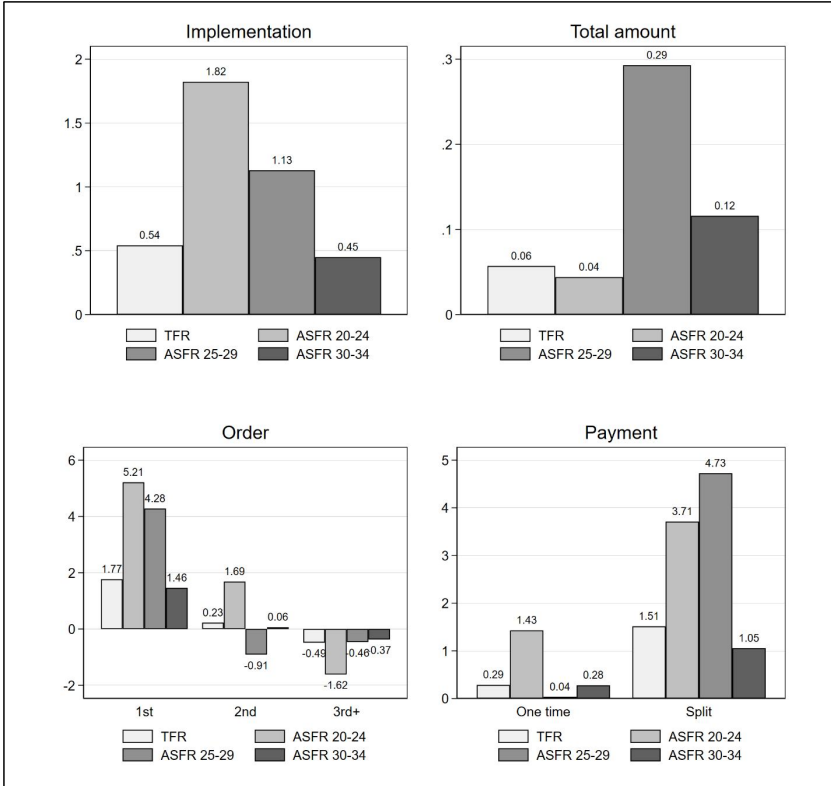 Implementation
2
1.5
1
.5
0
0.54
1.82
1.13
0.45
TFR
ASFR 20-24
ASFR 25-29
ASFR 30-34
Total amount
.3
.2
.1
0
0.06
0.04
0.29
0.12
TFR
ASFR 20-24
ASFR 25-29
ASFR 30-34
Order
6
4
2
0
-2
1.77
5.21
4.28
1.46
0.23
1.69
-0.91
0.06
-0.49
-1.62
-0.46
-0.37
1st
2nd
3rd+
TFR
ASFR 20-24
ASFR 25-29
ASFR 30-34
Payment
5
4
3
2
1
0
0.29
1.43
0.04
0.28
1.51
3.71
4.73
1.05
One time
Split
TFR
ASFR 20-24
ASFR 25-29
ASFR 30-34